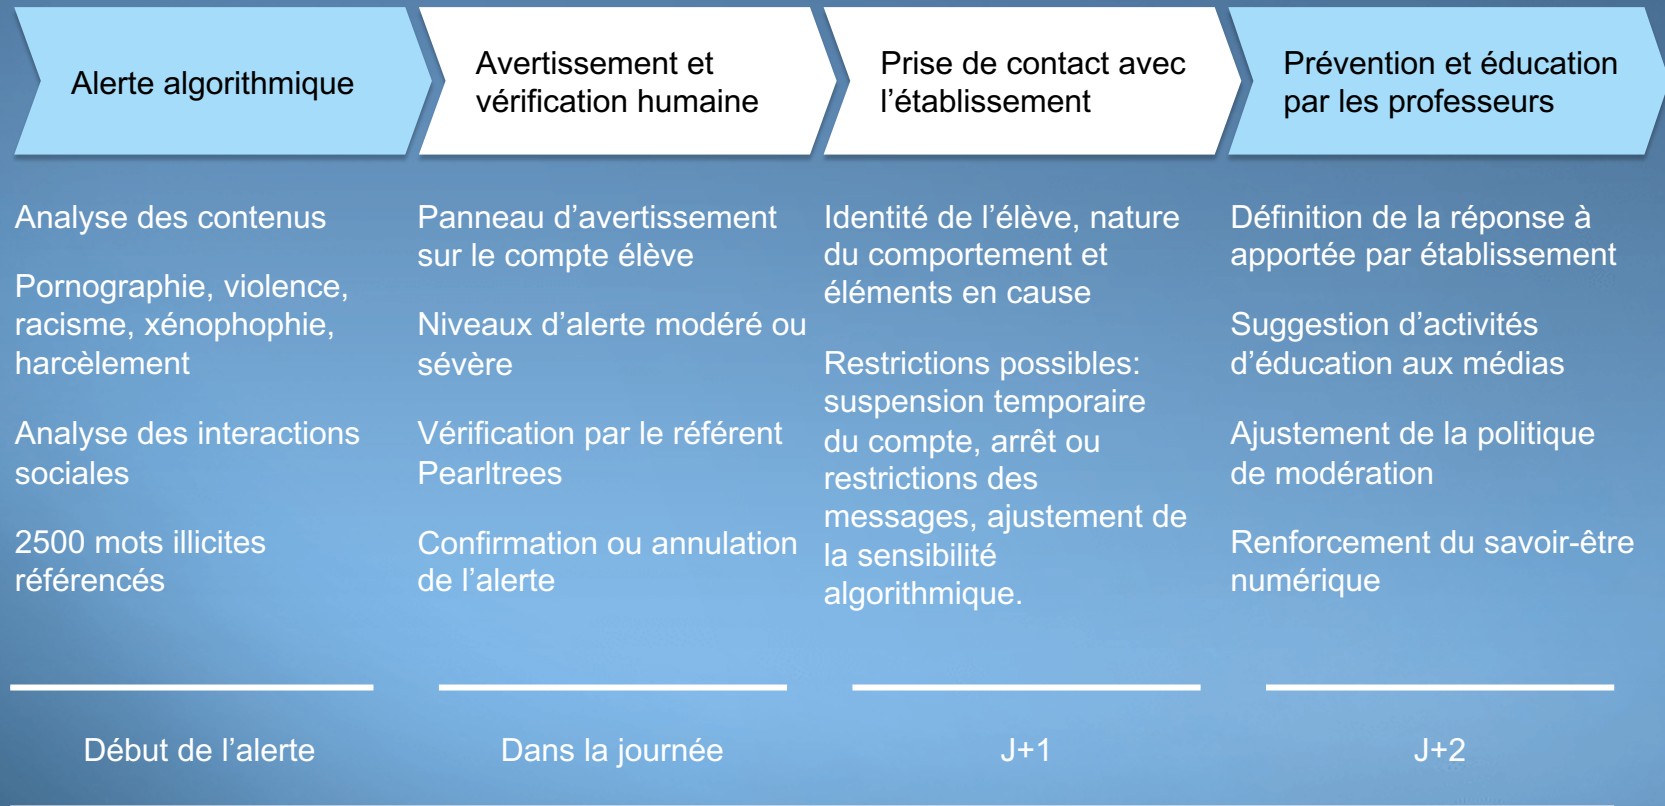 Alerte algorithmique
Avertissement et
vérification humaine
Prise de contact avec
l’établissement
Prévention et éducation
par les professeurs
Analyse des contenus
Pornographie, violence,
racisme, xénophophie,
harcèlement
Analyse des interactions
sociales
2500 mots illicites
référencés
Panneau d’avertissement
sur le compte élève
Niveaux d’alerte modéré ou
sévère
Vérification par le référent
Pearltrees
Confirmation ou annulation
de l’alerte
Identité de l’élève, nature
du comportement et
éléments en cause
Restrictions possibles:
suspension temporaire
du compte, arrêt ou
restrictions des
messages, ajustement de
la sensibilité
algorithmique.
Définition de la réponse à
apportée par établissement
Suggestion d’activités
d’éducation aux médias
Ajustement de la politique
de modération
Renforcement du savoir-être
numérique
Début de l’alerte
Dans la journée
J+1
J+2